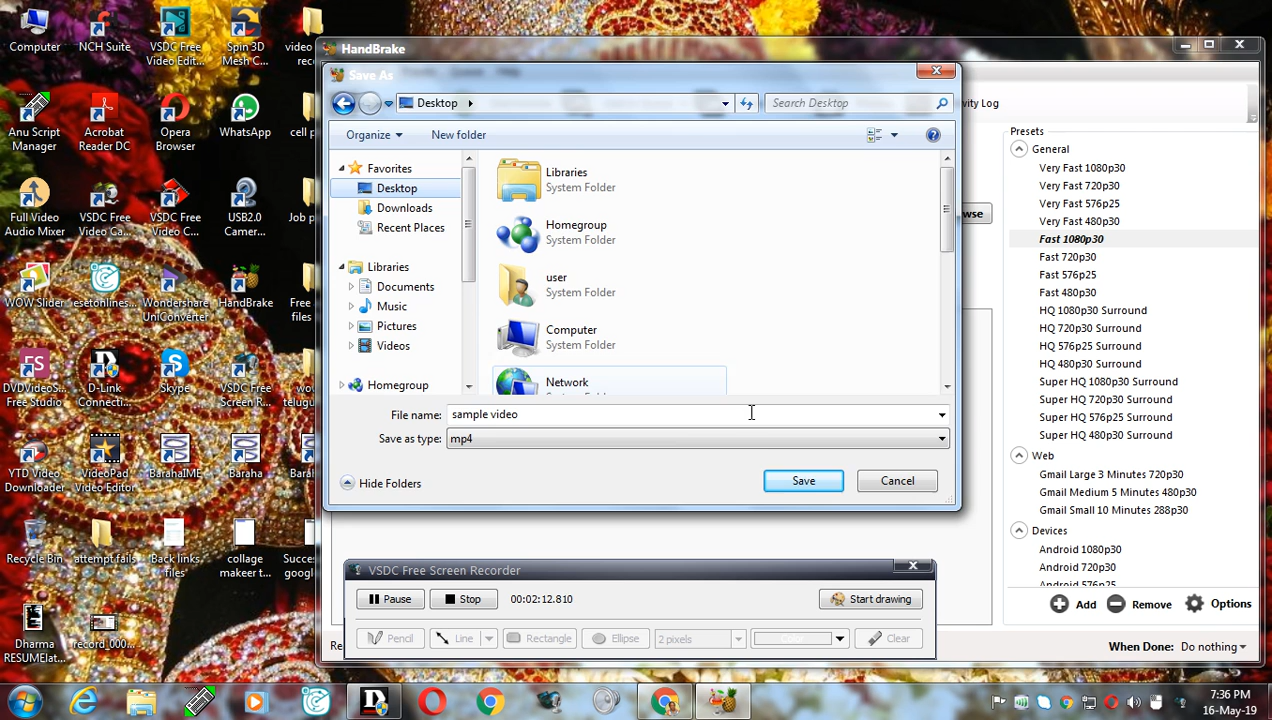 Computer
NCH Suite
VSDC Free
Video Edit...
Spin 3D
Mesh C...
video
rec
Anu Script
Manager
Acrobat
Reader DC
Opera
Browser
WhatsApp
cell p
Full Video
Audio Mixer
VSDC Free
Video Ca...
VSDC Free
Video C...
USB2.0
Camer...
Job p
WOW Slider
esetonlines...
Wondershare
UniConverter
HandBrake
Free
files
DVDVideoS...
Free Studio
D-Link
Connecti...
Skype
VSDC Free
Screen R...
wo
telugu
YTD Video
Downloader
VideoPad
Video Editor
BarahaIME
Baraha
Barah
Recycle Bin
attempt fails
Back links
files'
collage
makeer t...
Succes
google
Dharma
RESUMElat...
record_000...
HandBrake
Save As
Desktop
Search Desktop
Organize
New folder
Favorites
Desktop
Downloads
Recent Places
Libraries
Documents
Music
Pictures
Videos
Homegroup
Libraries
System Folder
Homegroup
System Folder
user
System Folder
Computer
System Folder
Network
File name: sample video
Save as type: mp4
Hide Folders
Save
Cancel
ity Log
wse
Presets
General
Very Fast 1080p30
Very Fast 720p30
Very Fast 576p25
Very Fast 480p30
Fast 1080p30
Fast 720p30
Fast 576p25
Fast 480p30
HQ 1080p30 Surround
HQ 720p30 Surround
HQ 576p25 Surround
HQ 480p30 Surround
Super HQ 1080p30 Surround
Super HQ 720p30 Surround
Super HQ 576p25 Surround
Super HQ 480p30 Surround
Web
Gmail Large 3 Minutes 720p30
Gmail Medium 5 Minutes 480p30
Gmail Small 10 Minutes 288p30
Devices
Android 1080p30
Android 720p30
Android 576p25
Add
Remove
Options
Re
When Done: Do nothing
VSDC Free Screen Recorder
Pause
Stop
00:02:12.810
Start drawing
Pencil
Line
Rectangle
Ellipse
2 pixels
Color
Clear
7:36 PM
16-May-19